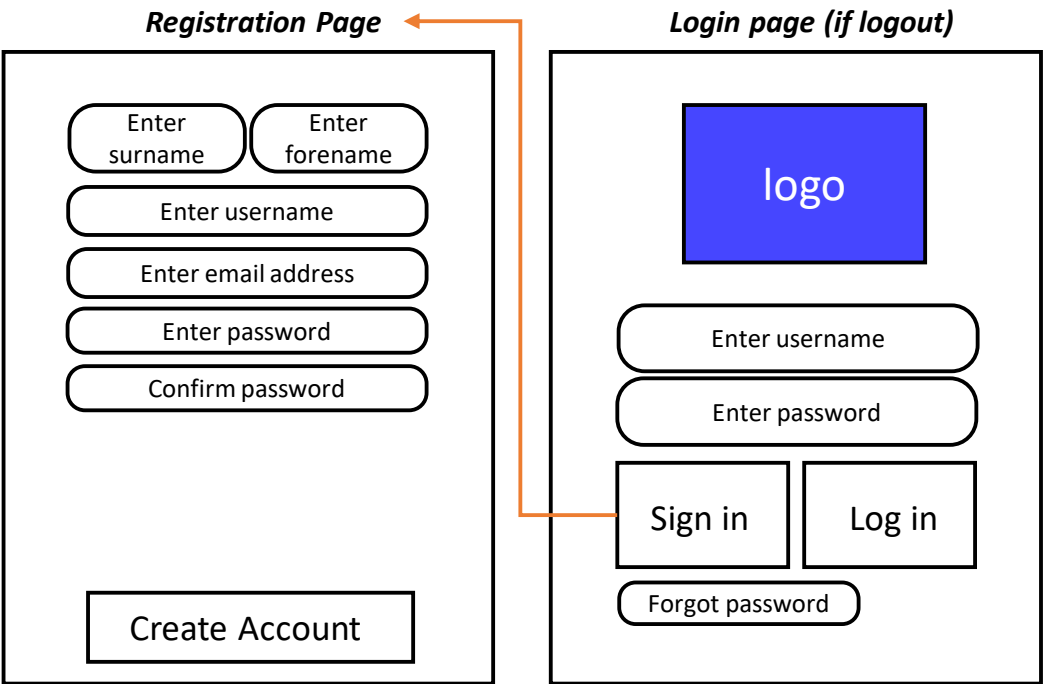 Registration Page
Enter
surname
Enter
forename
Enter username
Enter email address
Enter password
Confirm password
Create Account
Login page (if logout)
logo
Enter username
Enter password
Sign in
Log in
Forgot password